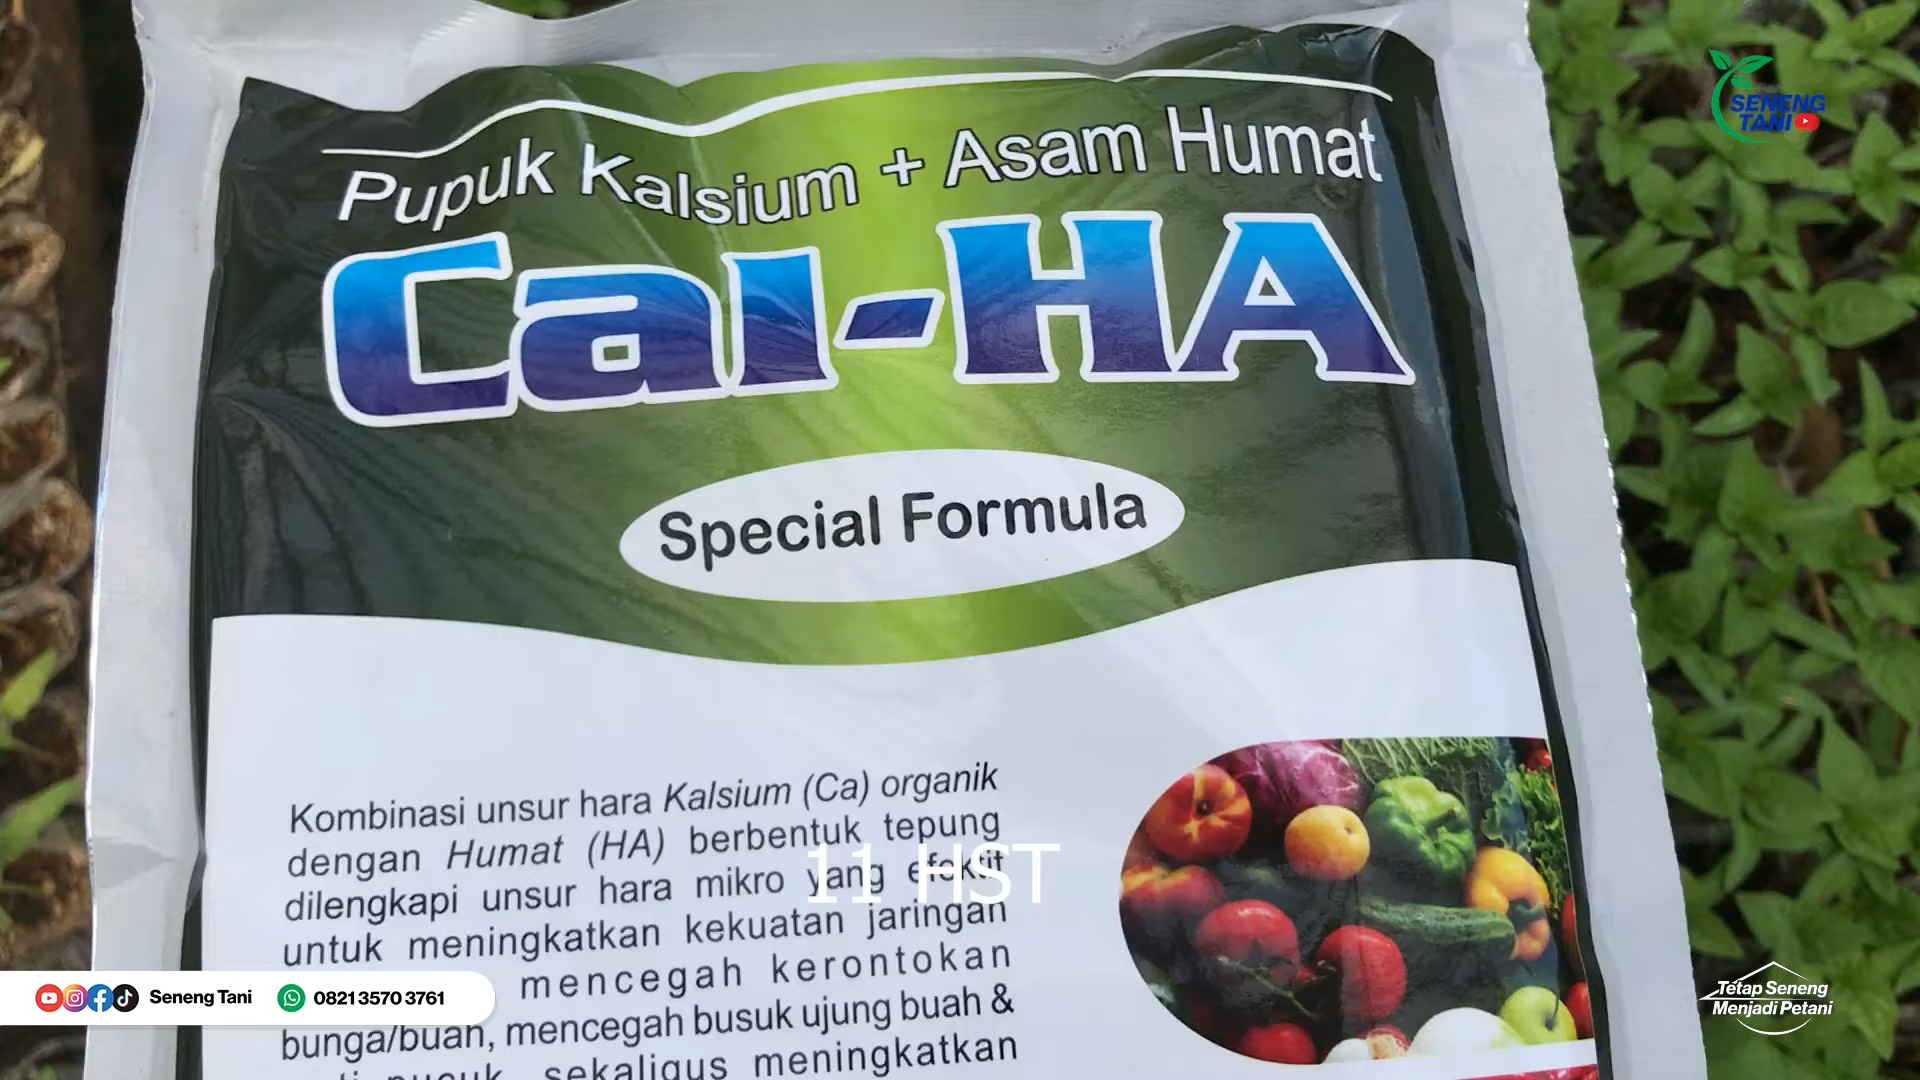 SENENG
TANI
Pupuk Kalsium + Asam Humat
Cal-HA
Special Formula
Kombinasi unsur hara Kalsium (Ca) organik
dengan Humat (HA) berbentuk tepung
dilengkapi unsur hara mikro yang efektif
11 HST
untuk meningkatkan kekuatan jaringan
mencegah kerontokan
bunga/buah, mencegah busuk ujung buah &
pucuk, sekaligus meningkatkan
Seneng Tani
0821 3570 3761
Tetap Seneng
Menjadi Petani